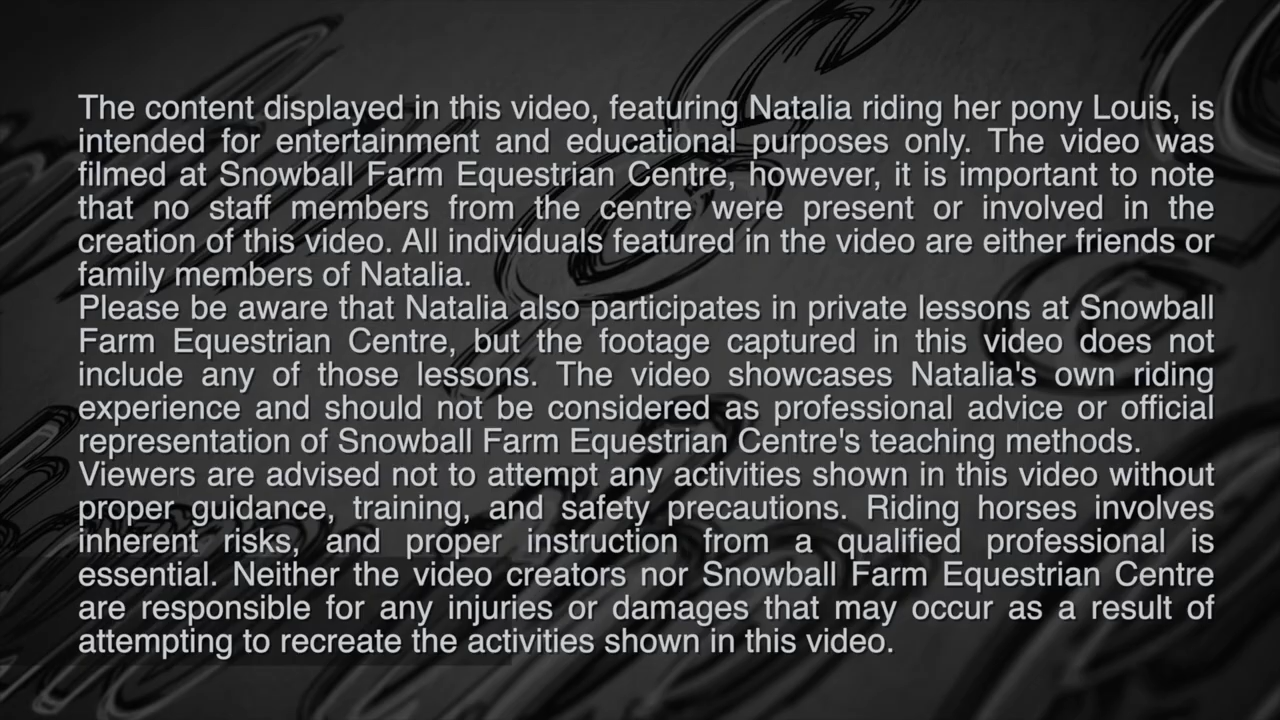 The content displayed in this video, featuring Natalia riding her pony Louis, is
intended for entertainment and educational purposes only. The video was
filmed at Snowball Farm Equestrian Centre, however, it is important to note
that no staff members from the centre were present or involved in the
creation of this video. All individuals featured in the video are either friends or
family members of Natalia.
Please be aware that Natalia also participates in private lessons at Snowball
Farm Equestrian Centre, but the footage captured in this video does not
include any of those lessons. The video showcases Natalia's own riding
experience and should not be considered as professional advice or official
representation of Snowball Farm Equestrian Centre's teaching methods.
Viewers are advised not to attempt any activities shown in this video without
proper guidance, training, and safety precautions. Riding horses involves
inherent risks, and proper instruction from a qualified professional is
essential. Neither the video creators nor Snowball Farm Equestrian Centre
are responsible for any injuries or damages that may occur as a result of
attempting to recreate the activities shown in this video.